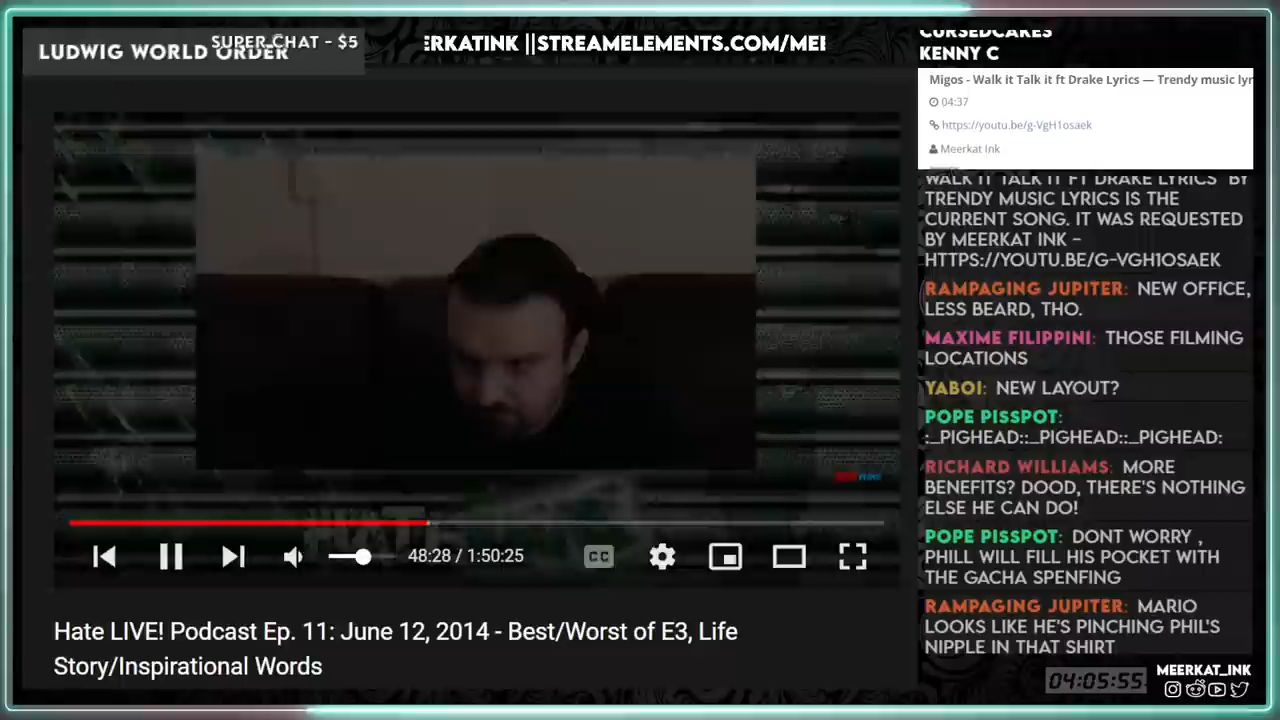 LUDWIG WORLD ORDER
SUPER CHAT - $5
ERKATINK ||STREAMELEMENTS.COM/MEI
CURSEDCAKES
KENNY C
Migos - Walk it Talk it ft Drake Lyrics — Trendy music lyr
04:37
https://youtu.be/g-VgH1osaek
Meerkat Ink
WALK IT TALK IT FT DRAKE LYRICS" BY
TRENDY MUSIC LYRICS IS THE
CURRENT SONG. IT WAS REQUESTED
BY MEERKAT INK -
HTTPS://YOUTU.BE/G-VGH1OSAEK
RAMPAGING JUPITER: NEW OFFICE,
LESS BEARD, THO.
MAXIME FILIPPINI: THOSE FILMING
LOCATIONS
YABOI: NEW LAYOUT?
POPE PISSPOT:
:_PIGHEAD::_PIGHEAD::_PIGHEAD:
RICHARD WILLIAMS: MORE
BENEFITS? DOOD, THERE'S NOTHING
ELSE HE CAN DO!
POPE PISSPOT: DONT WORRY ,
PHILL WILL FILL HIS POCKET WITH
THE GACHA SPENFING
RAMPAGING JUPITER: MARIO
LOOKS LIKE HE'S PINCHING PHIL'S
NIPPLE IN THAT SHIRT
HATE
48:28 / 1:50:25
CC
Hate LIVE! Podcast Ep. 11: June 12, 2014 - Best/Worst of E3, Life
Story/Inspirational Words
04:05:55
MEERKAT_INK